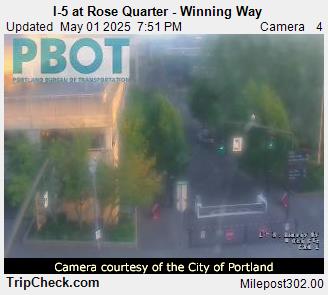 I-5 at Rose Quarter - Winning Way
Updated May 01 2025 7:51 PM Camera 4
PBOT
PORTLAND BUREAU OF TRANSPORTATION
Camera courtesy of the City of Portland
TripCheck.com Milepost302.00